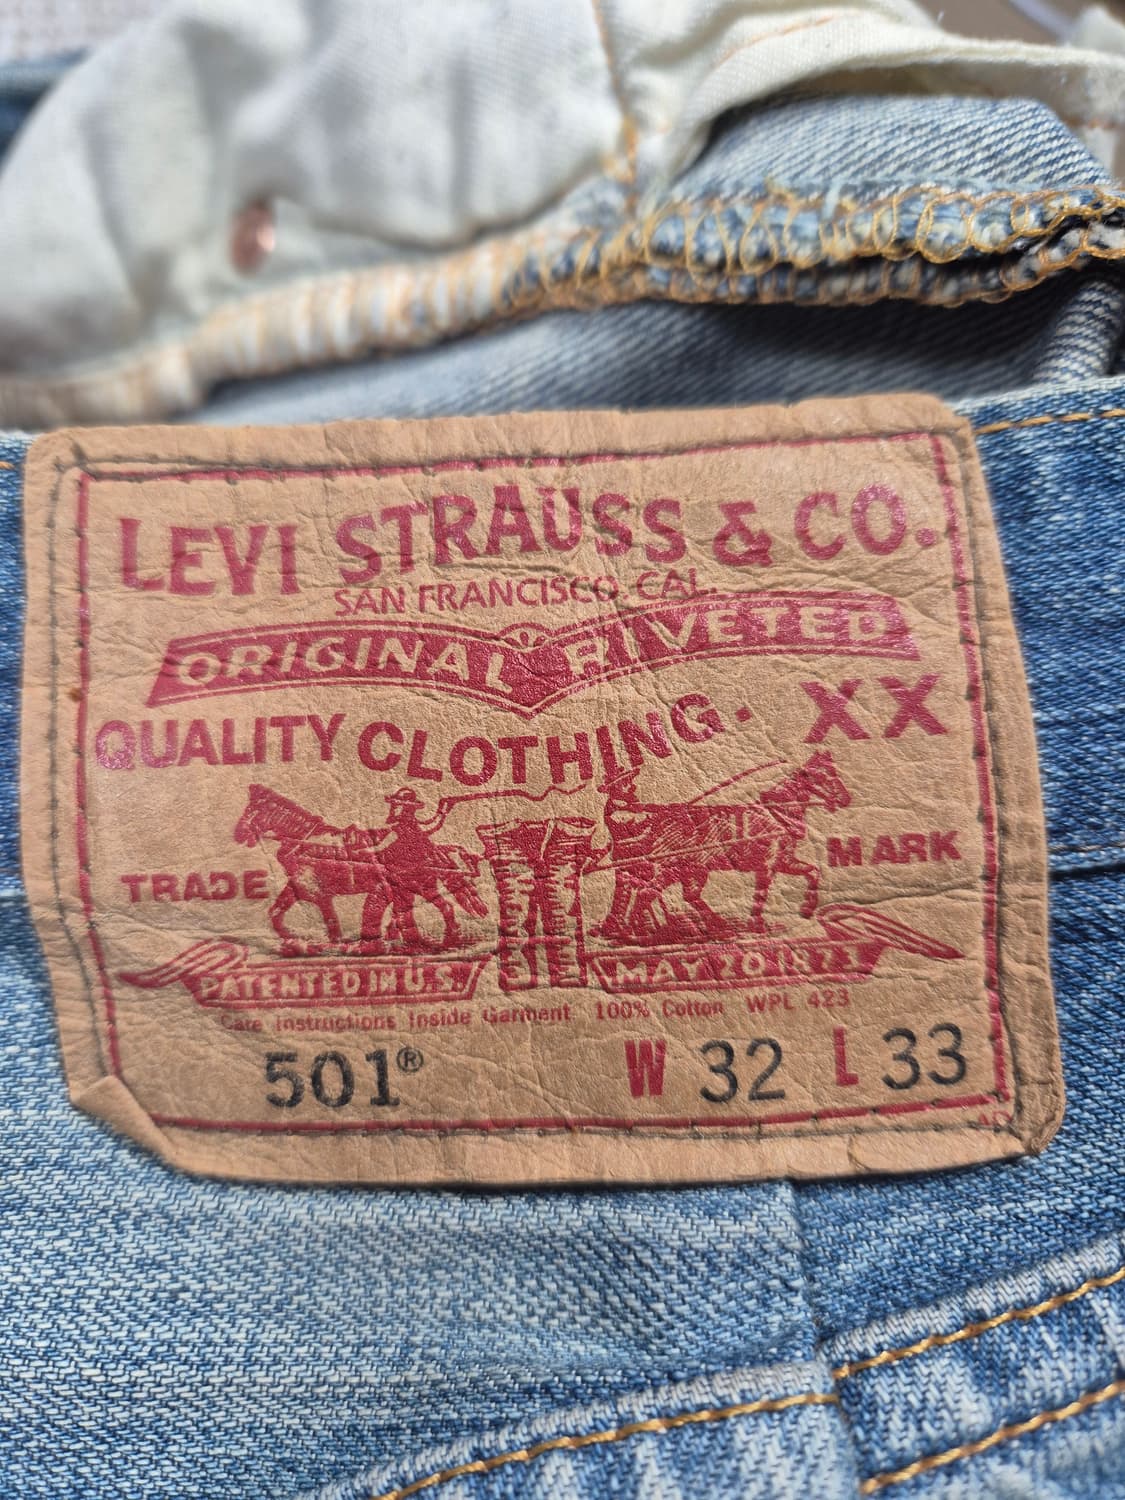 LEVI STRAUSS & CO.
SAN FRANCISCO, CAL.
ORIGINAL RIVETED
QUALITY CLOTHING. XX
TRADE MARK
PATENTED IN U.S. MAY 20 1873
Care Instructions Inside Garment 100% Cotton WPL 423
501® W 32 L 33